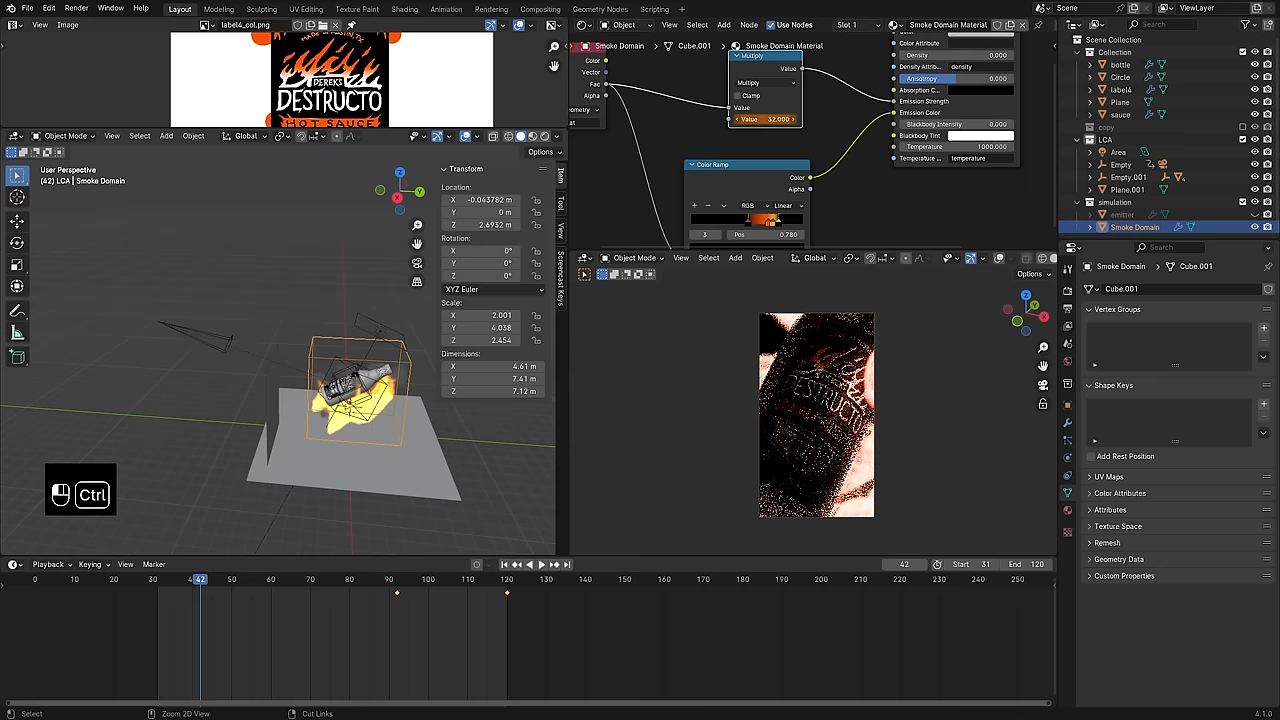 File Edit Render Window Help Layout Modeling Sculpting UV Editing Texture Paint Shading Animation Rendering Compositing Geometry Nodes Scripting + Scene ViewLayer
View Image label4_col.png
Object View Select Add Node Use Nodes Slot 1 Smoke Domain Material
Search
MADE IN AUSTIN, TX
DEREKS
DESTRUCTO
HOT SAUCE
Smoke Domain Cube.001 Smoke Domain Material
Color
Vector
Fac
Alpha
Multiply
Value
Multiply
Clamp
Value
Value 32.000
Color Ramp
Color
Alpha
RGB Linear
3 Pos 0.780
Color Attribute
Density 0.000
Density Attrib... density
Anisotropy 0.000
Absorption C...
Emission Strength
Emission Color
Blackbody Intensity 0.000
Blackbody Tint
Temperature 1000.000
Temperature ... temperature
Scene Collection
Collection
bottle
Circle
label4
Plane
sauce
copy
LCA
Area
Empty
Empty.001
Plane.001
simulation
emitter
Smoke Domain
Object Mode View Select Add Object Global
Options
User Perspective
(42) LCA | Smoke Domain
Z
Y
X
Transform
Location:
X -0.043782 m
Y 0 m
Z 2.6932 m
Rotation:
X 0°
Y 0°
Z 0°
XYZ Euler
Scale:
X 2.001
Y 4.038
Z 2.454
Dimensions:
X 4.61 m
Y 7.41 m
Z 7.12 m
Item
Tool
View
Screencast Keys
Ctrl
Object Mode View Select Add Object Global
Options
Z
Y
X
DESTRUCT
Search
Smoke Domain Cube.001
Cube.001
Vertex Groups
Shape Keys
Add Rest Position
UV Maps
Color Attributes
Attributes
Texture Space
Remesh
Geometry Data
Custom Properties
Playback Keying View Marker 42 Start 31 End 120
0 42 50 60 70 80 90 100 110 120 130 140 150 160 170 180 190 200 210 220 230 240 250
Select Zoom 2D View Cut Links 4.1.0